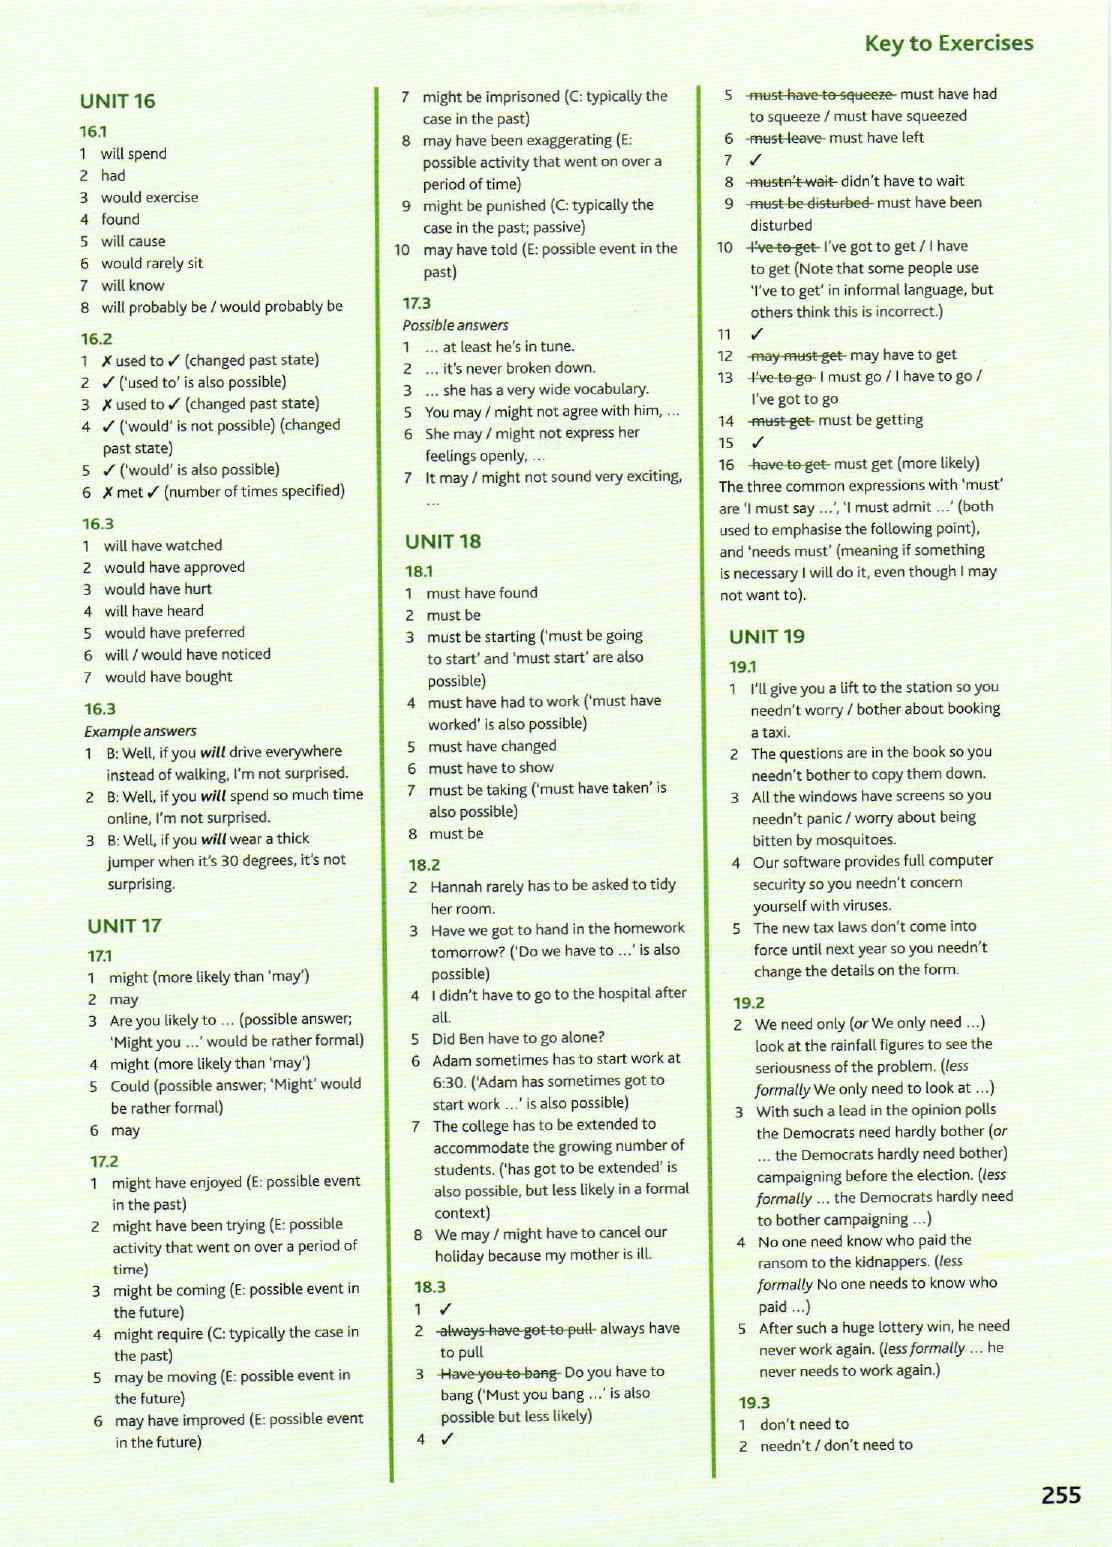 Key to Exercises
UNIT 16
16.1
1 will spend
2 had
3 would exercise
4 found
5 will cause
6 would rarely sit
7 will know
8 will probably be / would probably be
16.2
1 ✗ used to ✓ (changed past state)
2 ✓ ('used to' is also possible)
3 ✗ used to ✓ (changed past state)
4 ✓ ('would' is not possible) (changed
past state)
5 ✓ ('would' is also possible)
6 ✗ met ✓ (number of times specified)
16.3
1 will have watched
2 would have approved
3 would have hurt
4 will have heard
5 would have preferred
6 will / would have noticed
7 would have bought
16.3
Example answers
1 B: Well, if you will drive everywhere
instead of walking, I'm not surprised.
2 B: Well, if you will spend so much time
online, I'm not surprised.
3 B: Well, if you will wear a thick
jumper when it's 30 degrees, it's not
surprising.
UNIT 17
17.1
1 might (more likely than 'may')
2 may
3 Are you likely to ... (possible answer;
'Might you ...' would be rather formal)
4 might (more likely than 'may')
5 Could (possible answer; 'Might' would
be rather formal)
6 may
17.2
1 might have enjoyed (E: possible event
in the past)
2 might have been trying (E: possible
activity that went on over a period of
time)
3 might be coming (E: possible event in
the future)
4 might require (C: typically the case in
the past)
5 may be moving (E: possible event in
the future)
6 may have improved (E: possible event
in the future)
7 might be imprisoned (C: typically the
case in the past)
8 may have been exaggerating (E:
possible activity that went on over a
period of time)
9 might be punished (C: typically the
case in the past; passive)
10 may have told (E: possible event in the
past)
17.3
Possible answers
1 ... at least he's in tune.
2 ... it's never broken down.
3 ... she has a very wide vocabulary.
5 You may / might not agree with him, ...
6 She may / might not express her
feelings openly, ...
7 It may / might not sound very exciting,
...
UNIT 18
18.1
1 must have found
2 must be
3 must be starting ('must be going
to start' and 'must start' are also
possible)
4 must have had to work ('must have
worked' is also possible)
5 must have changed
6 must have to show
7 must be taking ('must have taken' is
also possible)
8 must be
18.2
2 Hannah rarely has to be asked to tidy
her room.
3 Have we got to hand in the homework
tomorrow? ('Do we have to ...' is also
possible)
4 I didn't have to go to the hospital after
all.
5 Did Ben have to go alone?
6 Adam sometimes has to start work at
6:30. ('Adam has sometimes got to
start work ...' is also possible)
7 The college has to be extended to
accommodate the growing number of
students. ('has got to be extended' is
also possible, but less likely in a formal
context)
8 We may / might have to cancel our
holiday because my mother is ill.
18.3
1 ✓
2 always have got to pull always have
to pull
3 Have you to bang Do you have to
bang ('Must you bang ...' is also
possible but less likely)
4 ✓
5 must have to squeeze must have had
to squeeze / must have squeezed
6 must leave must have left
7 ✓
8 mustn't wait didn't have to wait
9 must be disturbed must have been
disturbed
10 I've to get I've got to get / I have
to get (Note that some people use
'I've to get' in informal language, but
others think this is incorrect.)
11 ✓
12 may must get may have to get
13 I've to go I must go / I have to go /
I've got to go
14 must get must be getting
15 ✓
16 have to get must get (more likely)
The three common expressions with 'must'
are 'I must say ...', 'I must admit ...' (both
used to emphasise the following point),
and 'needs must' (meaning if something
is necessary I will do it, even though I may
not want to).
UNIT 19
19.1
1 I'll give you a lift to the station so you
needn't worry / bother about booking
a taxi.
2 The questions are in the book so you
needn't bother to copy them down.
3 All the windows have screens so you
needn't panic / worry about being
bitten by mosquitoes.
4 Our software provides full computer
security so you needn't concern
yourself with viruses.
5 The new tax laws don't come into
force until next year so you needn't
change the details on the form.
19.2
2 We need only (or We only need ...)
look at the rainfall figures to see the
seriousness of the problem. (less
formally We only need to look at ...)
3 With such a lead in the opinion polls
the Democrats need hardly bother (or
... the Democrats hardly need bother)
campaigning before the election. (less
formally ... the Democrats hardly need
to bother campaigning ...)
4 No one need know who paid the
ransom to the kidnappers. (less
formally No one needs to know who
paid ...)
5 After such a huge lottery win, he need
never work again. (less formally ... he
never needs to work again.)
19.3
1 don't need to
2 needn't / don't need to
255